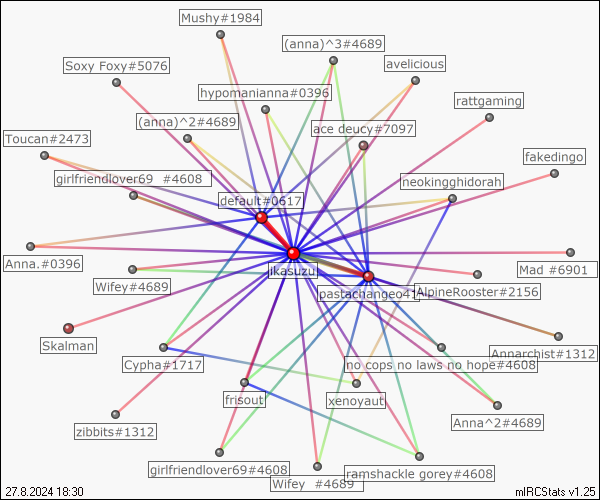 Mushy#1984
(anna)^3#4689
avelicious
Soxy Foxy#5076
hypomanianna#0396
rattgaming
(anna)^2#4689
ace deucy#7097
Toucan#2473
fakedingo
girlfriendlover69 #4608
neokingghidorah
default#0617
Anna.#0396
ikasuzu
Mad #6901
Wifey#4689
pastachangeo41
AlpineRooster#2156
Skalman
Annarchist#1312
Cypha#1717
no cops no laws no hope#4608
frisout
xenoyaut
Anna^2#4689
zibbits#1312
girlfriendlover69#4608
Wifey #4689
ramshackle gorey#4608
27.8.2024 18:30
mIRCStats v1.25